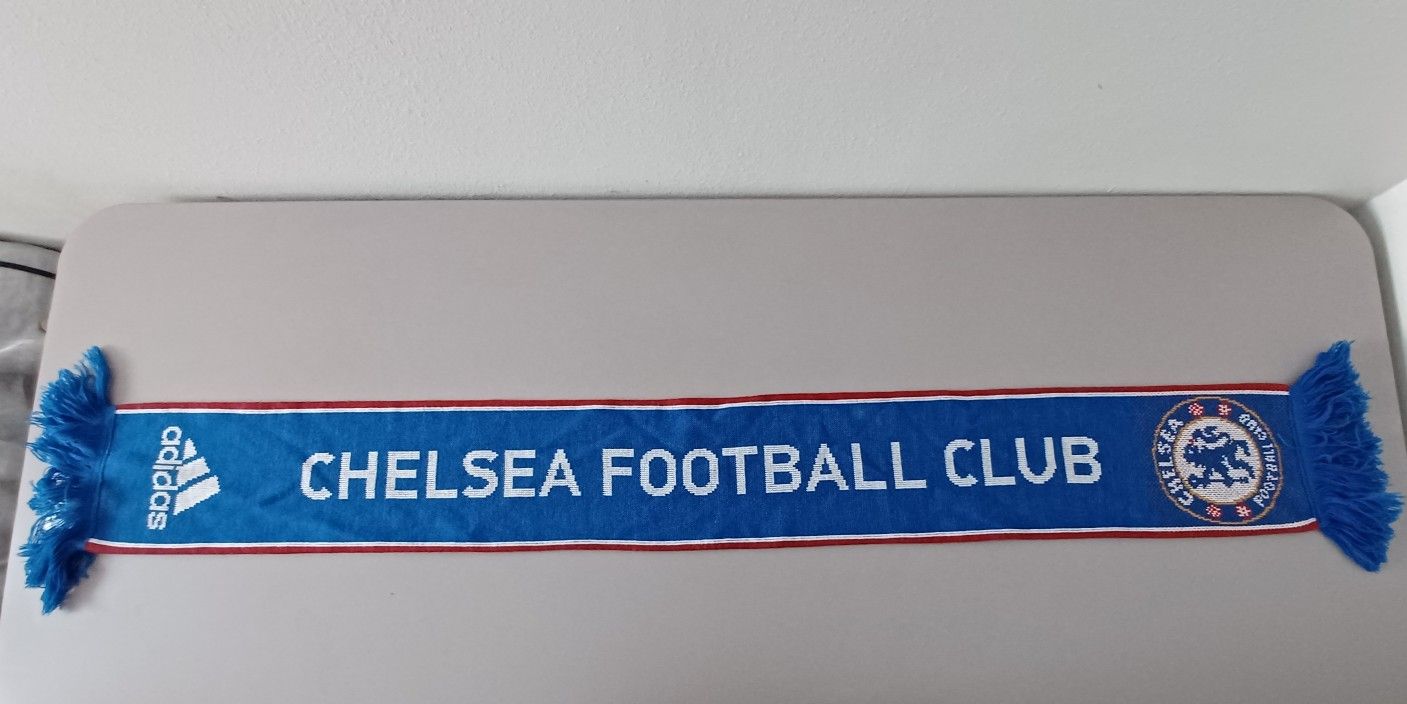 adidas
CHELSEA FOOTBALL CLUB
CHELSEA
FOOTBALL CLUB